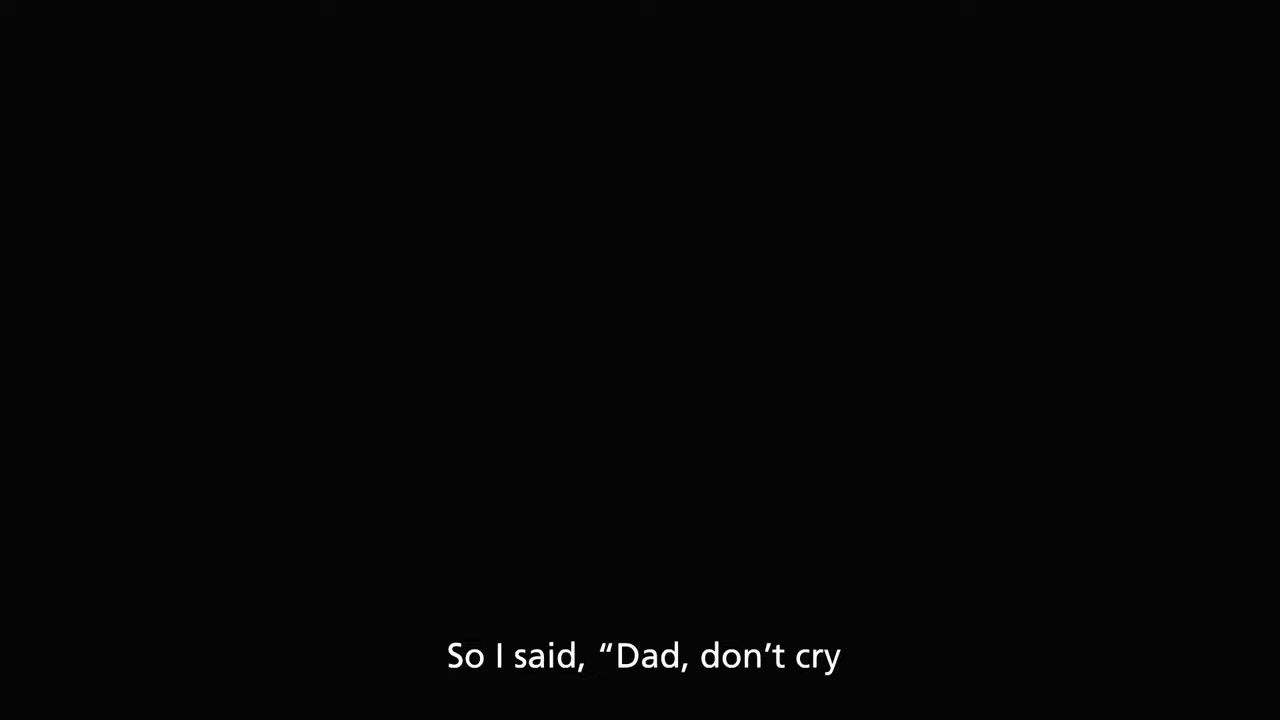 So I said, “Dad, don’t cry